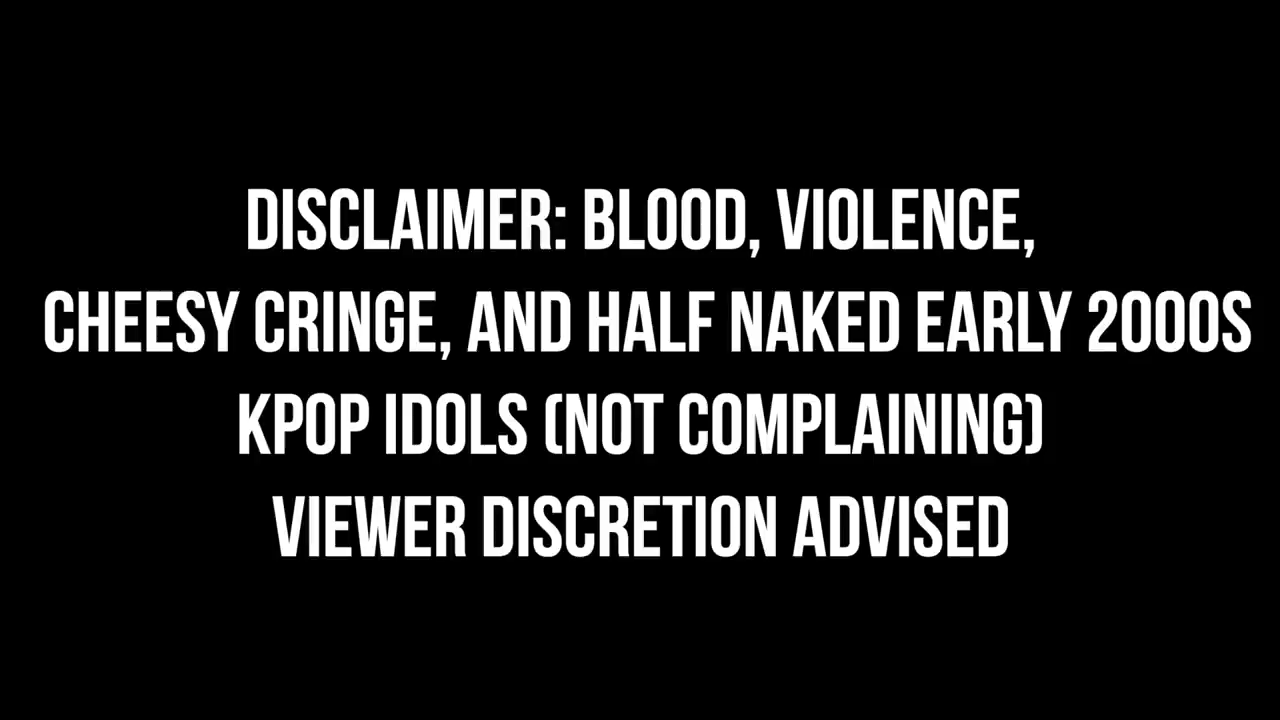 DISCLAIMER: BLOOD, VIOLENCE,
CHEESY CRINGE, AND HALF NAKED EARLY 2000S
KPOP IDOLS (NOT COMPLAINING)
VIEWER DISCRETION ADVISED